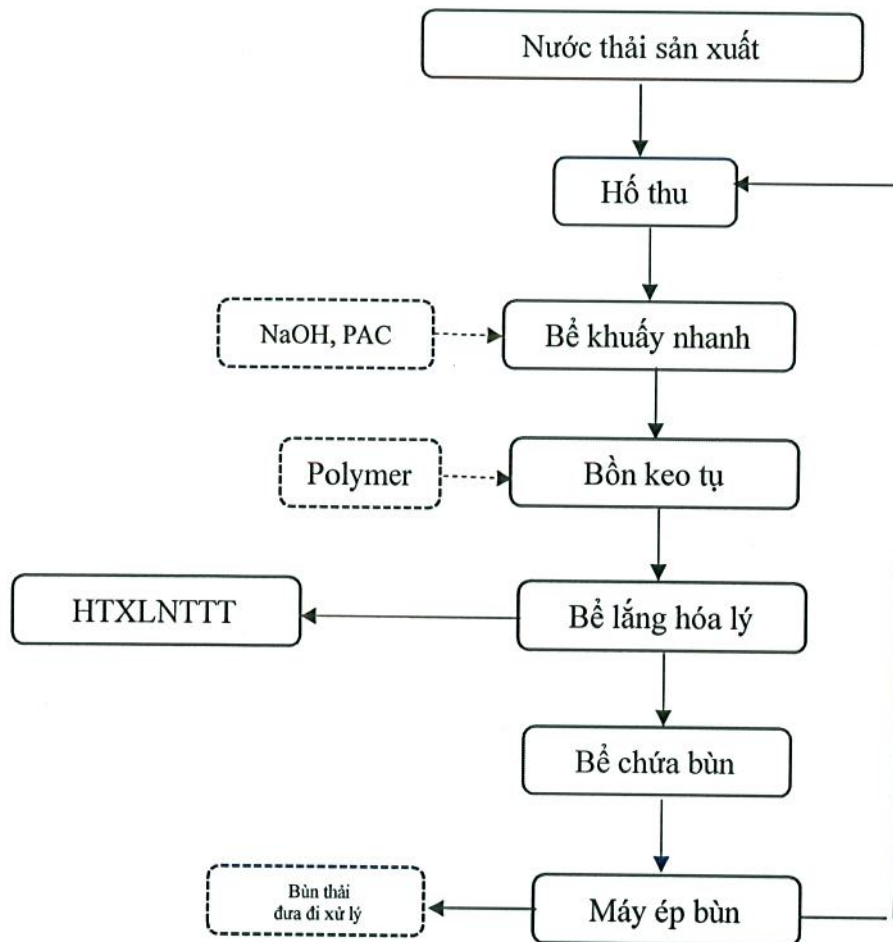 Nước thải sản xuất
Hố thu
NaOH, PAC
Bể khuấy nhanh
Polymer
Bồn keo tụ
HTXLNTTT
Bể lắng hóa lý
Bể chứa bùn
Bùn thải
đưa đi xử lý
Máy ép bùn